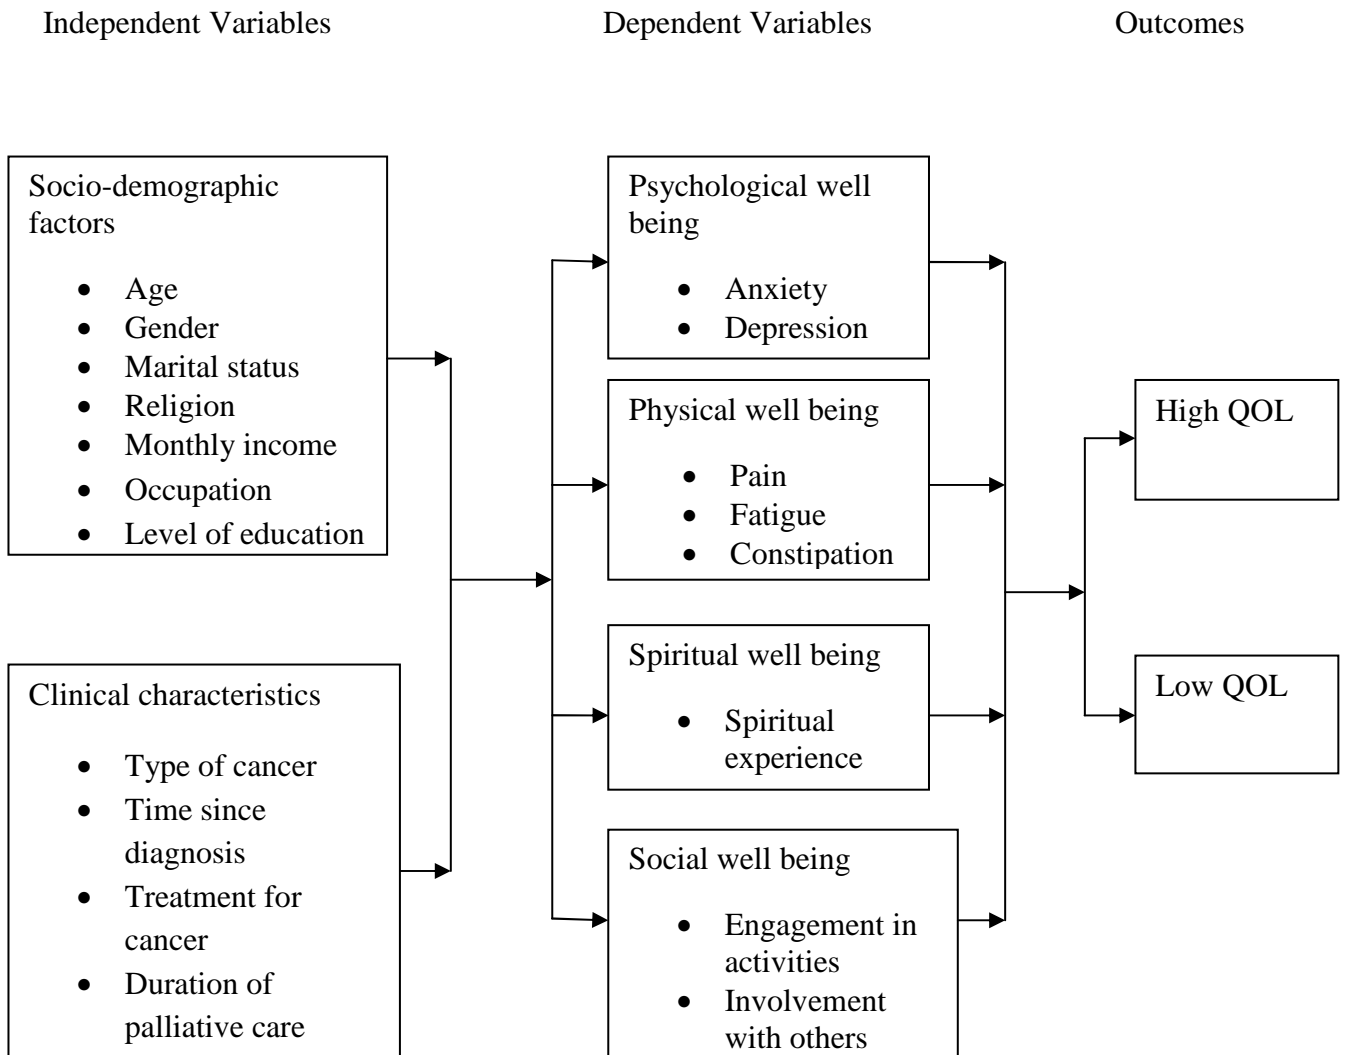 Independent Variables
Dependent Variables
Outcomes
Socio-demographic
factors
• Age
• Gender
• Marital status
• Religion
• Monthly income
• Occupation
• Level of education
Clinical characteristics
• Type of cancer
• Time since
diagnosis
• Treatment for
cancer
• Duration of
palliative care
Psychological well
being
• Anxiety
• Depression
Physical well being
• Pain
• Fatigue
• Constipation
Spiritual well being
• Spiritual
experience
Social well being
• Engagement in
activities
• Involvement
with others
High QOL
Low QOL